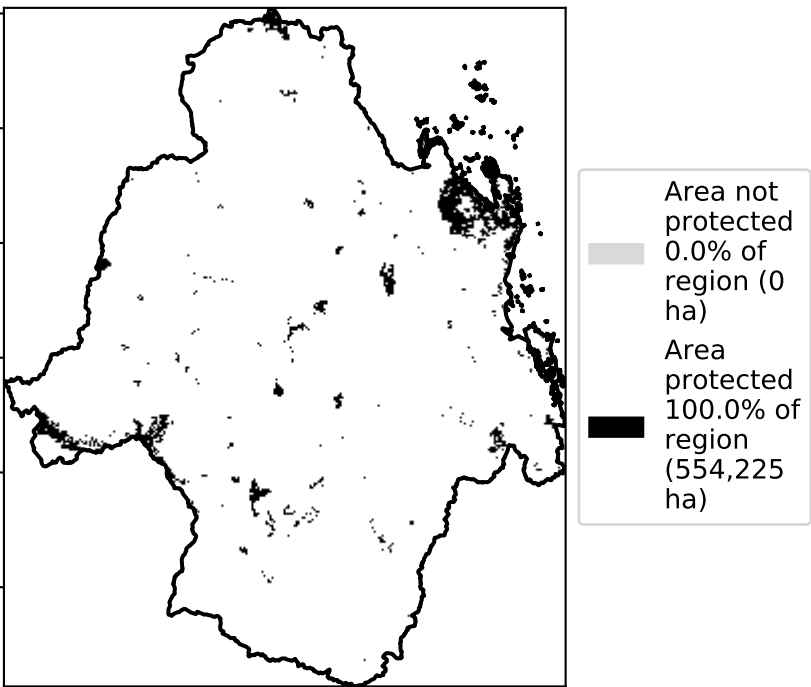 Area not
protected
0.0% of
region (0
ha)
Area
protected
100.0% of
region
(554,225
ha)